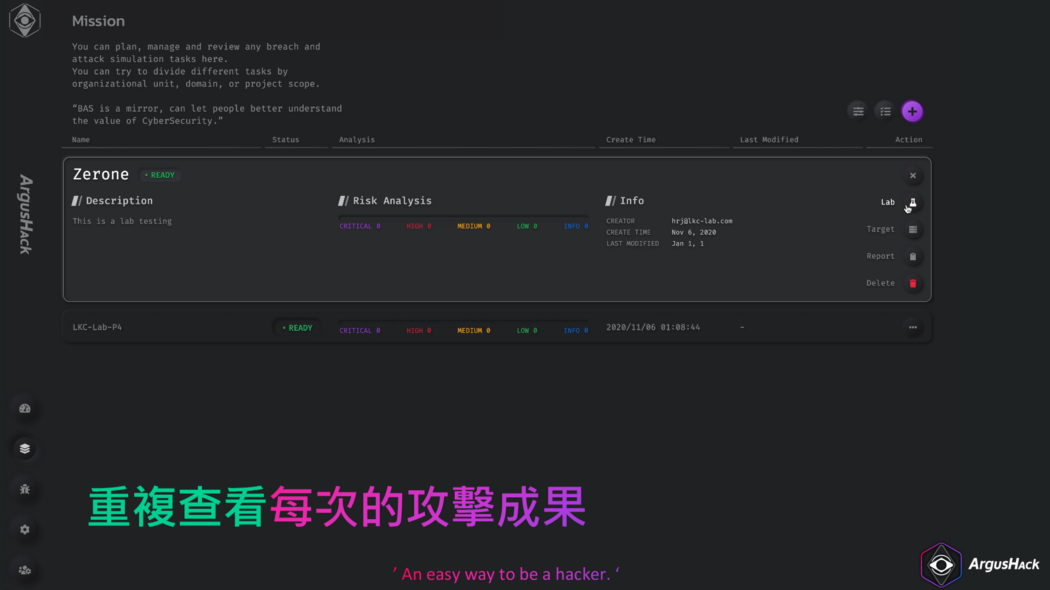 Mission
You can plan, manage and review any breach and
attack simulation tasks here.
You can try to divide different tasks by
organizational unit, domain, or project scope.
“BAS is a mirror, can let people better understand
the value of CyberSecurity.”
Name Status Analysis Create Time Last Modified Action
Zerone • READY
Description Risk Analysis Info Lab
This is a lab testing
CRITICAL 0 HIGH 0 MEDIUM 0 LOW 0 INFO 0
CREATOR hrj@lkc-lab.com
CREATE TIME Nov 6, 2020
LAST MODIFIED Jan 1, 1
Target
Report
Delete
LKC-Lab-P4 • READY CRITICAL 0 HIGH 0 MEDIUM 0 LOW 0 INFO 0 2020/11/06 01:08:44 -
ArgusHack
重複查看每次的攻擊成果
’ An easy way to be a hacker. ‘
ArgusHack